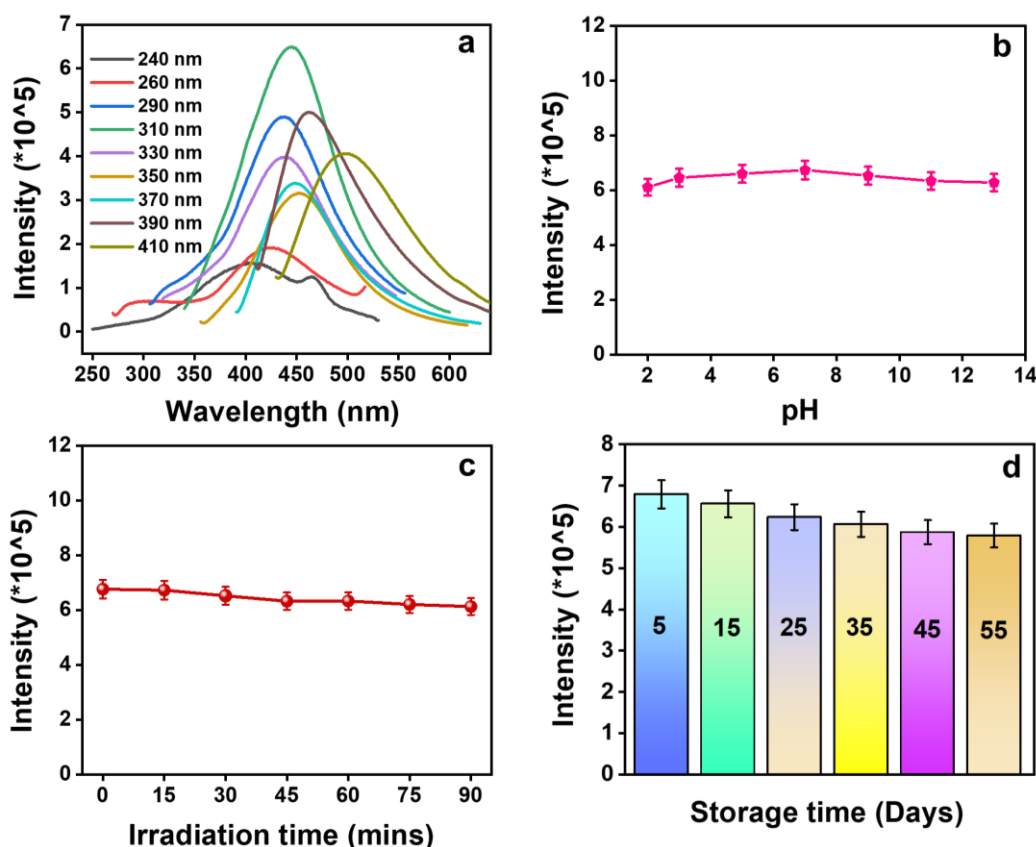 a
7
6
5
4
3
2
1
0
Intensity (*10^5)
240 nm
260 nm
290 nm
310 nm
330 nm
350 nm
370 nm
390 nm
410 nm
250 300 350 400 450 500 550 600
Wavelength (nm)
b
12
10
8
6
4
2
0
Intensity (*10^5)
2 4 6 8 10 12 14
pH
c
12
10
8
6
4
2
0
Intensity (*10^5)
0 15 30 45 60 75 90
Irradiation time (mins)
d
8
7
6
5
4
3
2
1
0
Intensity (*10^5)
5 15 25 35 45 55
Storage time (Days)